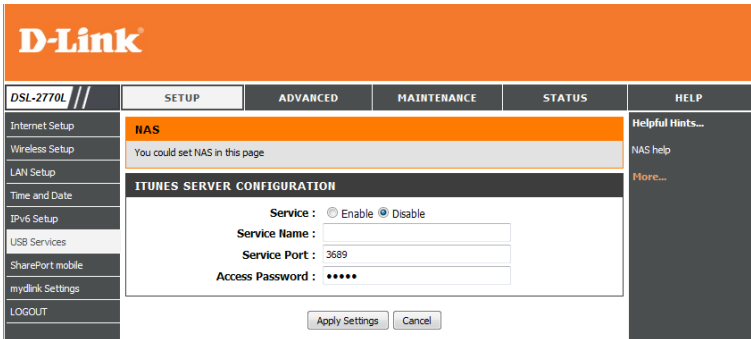 D-Link
DSL-2770L
SETUP
ADVANCED
MAINTENANCE
STATUS
HELP
Internet Setup
Wireless Setup
LAN Setup
Time and Date
IPv6 Setup
USB Services
SharePort mobile
mydlink Settings
LOGOUT
NAS
You could set NAS in this page
ITUNES SERVER CONFIGURATION
Service : Enable Disable
Service Name :
Service Port : 3689
Access Password : •••••
Apply Settings Cancel
Helpful Hints...
NAS help
More...